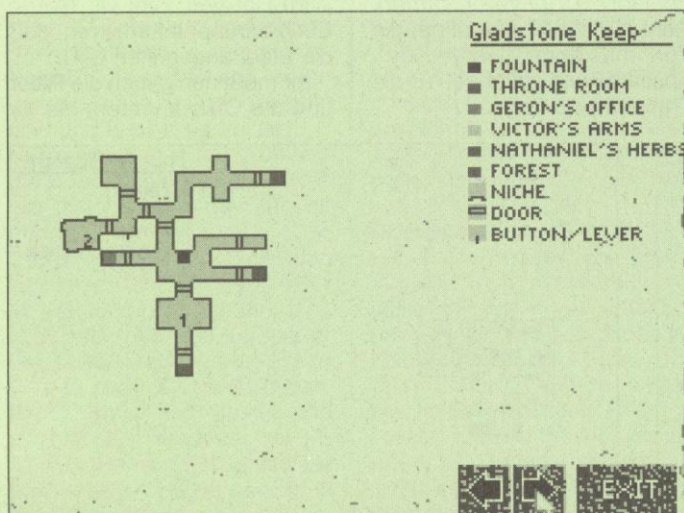 Gladstone Keep
FOUNTAIN
THRONE ROOM
GERON'S OFFICE
VICTOR'S ARMS
NATHANIEL'S HERBS
FOREST
NICHE
DOOR
BUTTON/LEVER
2
1
EXIT